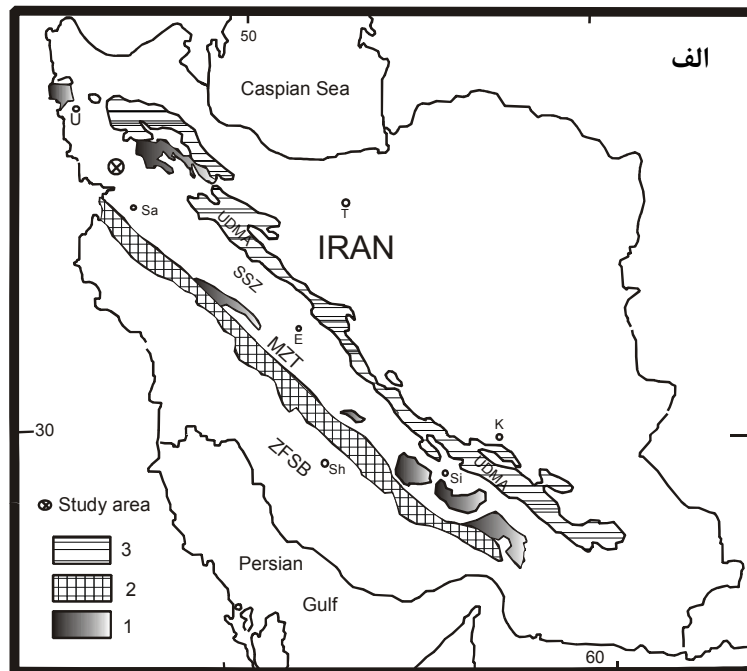 50
الف
Caspian Sea
U
T
Sa
UDMA
IRAN
SSZ
E
MZT
30
K
ZFSB
Sh
Si
UDMA
Study area
3
Persian
2
Gulf
1
60